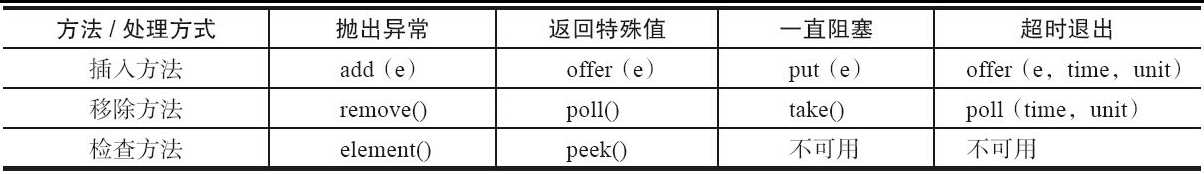 方法 / 处理方式 抛出异常 返回特殊值 一直阻塞 超时退出
插入方法 add（e） offer（e） put（e） offer（e，time，unit）
移除方法 remove() poll() take() poll（time，unit）
检查方法 element() peek() 不可用 不可用